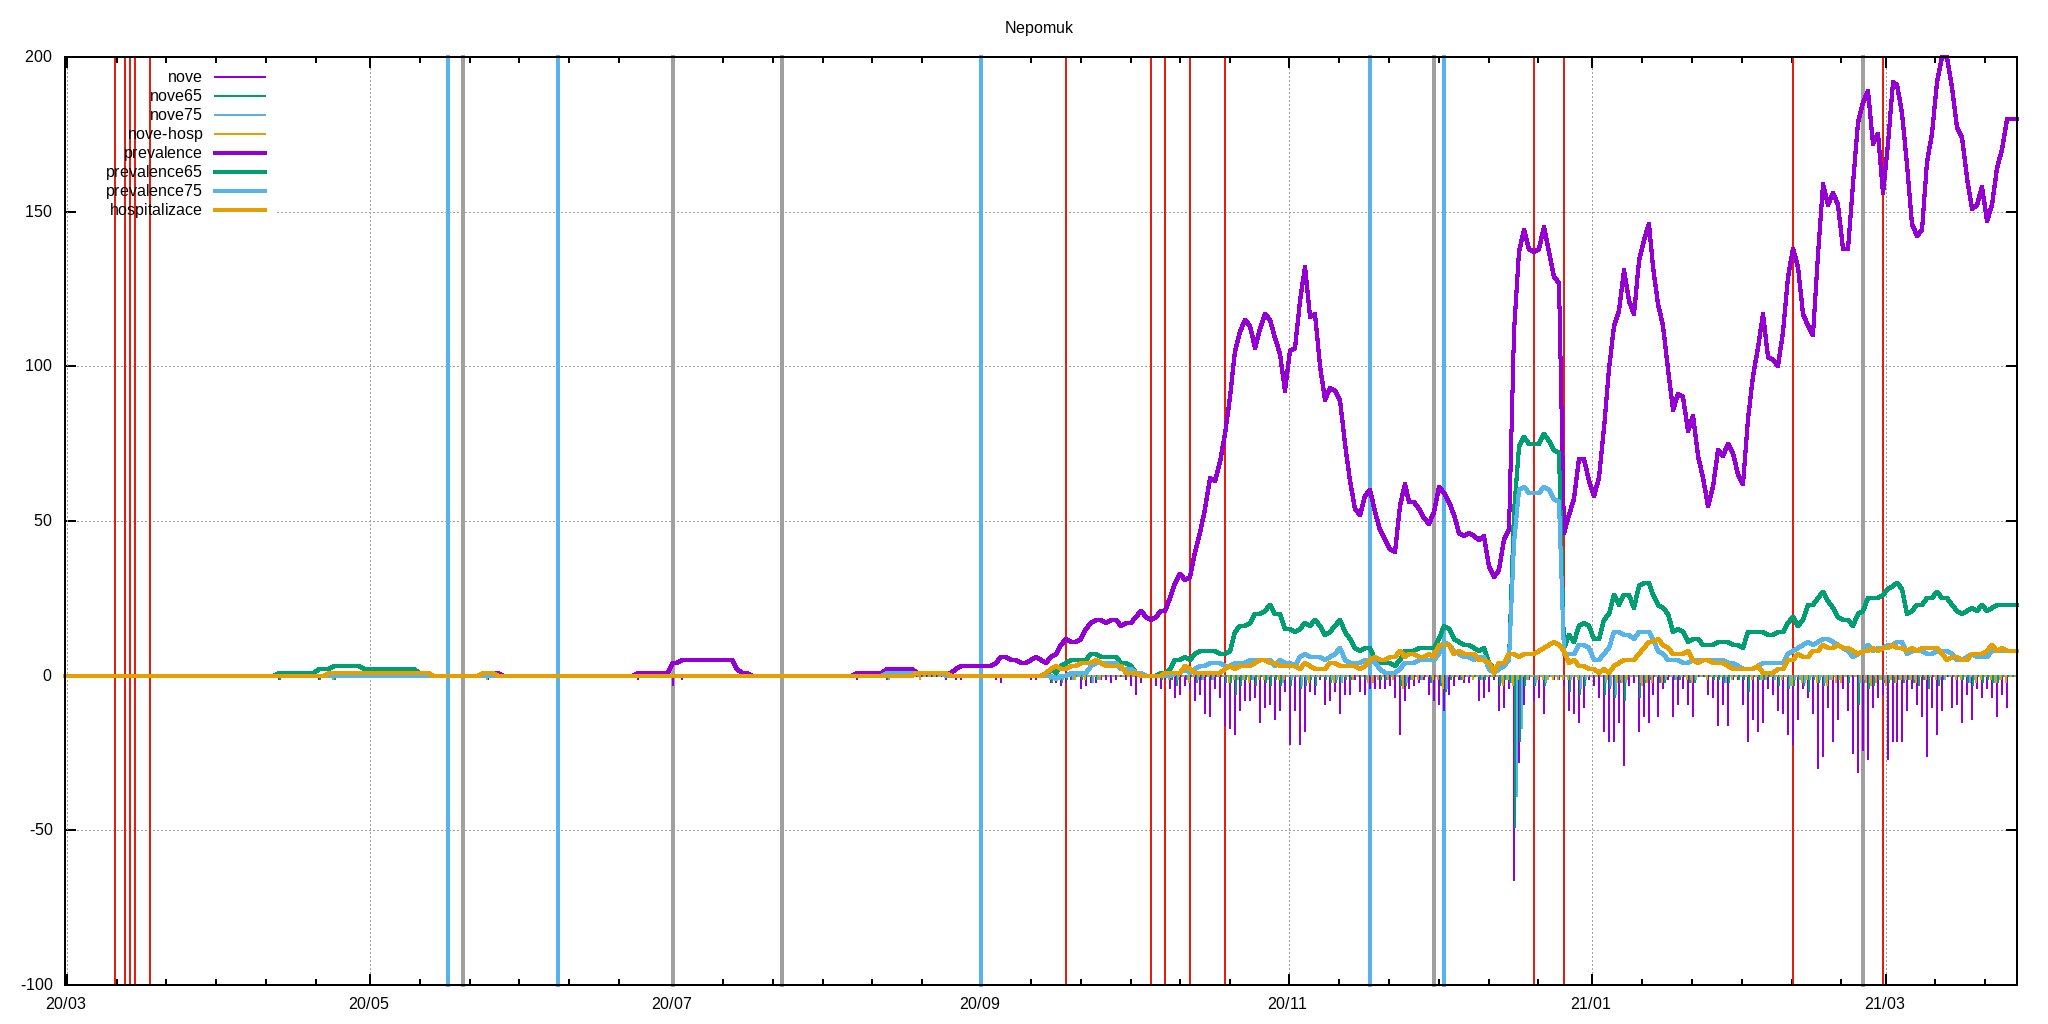 Nepomuk
200
150
100
50
0
-50
-100
nove
nove65
nove75
nove-hosp
prevalence
prevalence65
prevalence75
hospitalizace
20/03 20/05 20/07 20/09 20/11 21/01 21/03